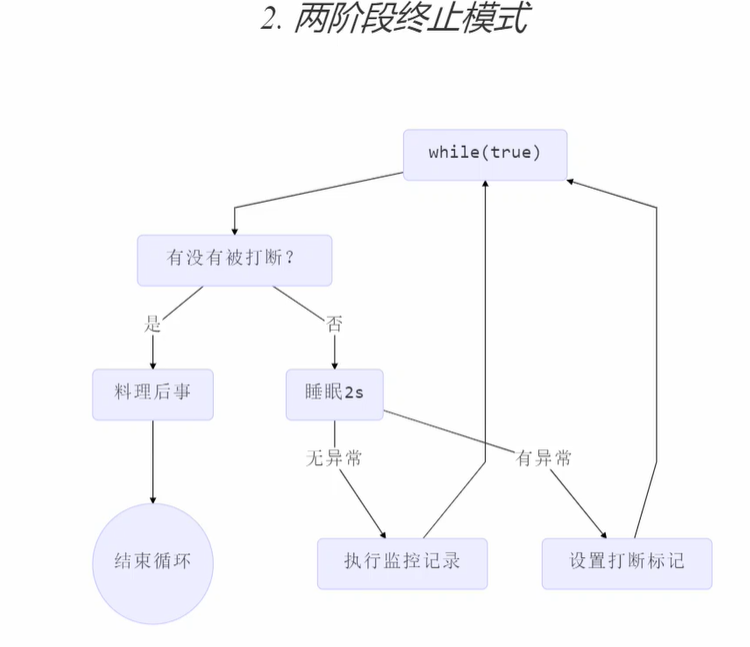 2. 两阶段终止模式
while(true)
有没有被打断?
是
否
料理后事
睡眠2s
无异常
有异常
结束循环
执行监控记录
设置打断标记